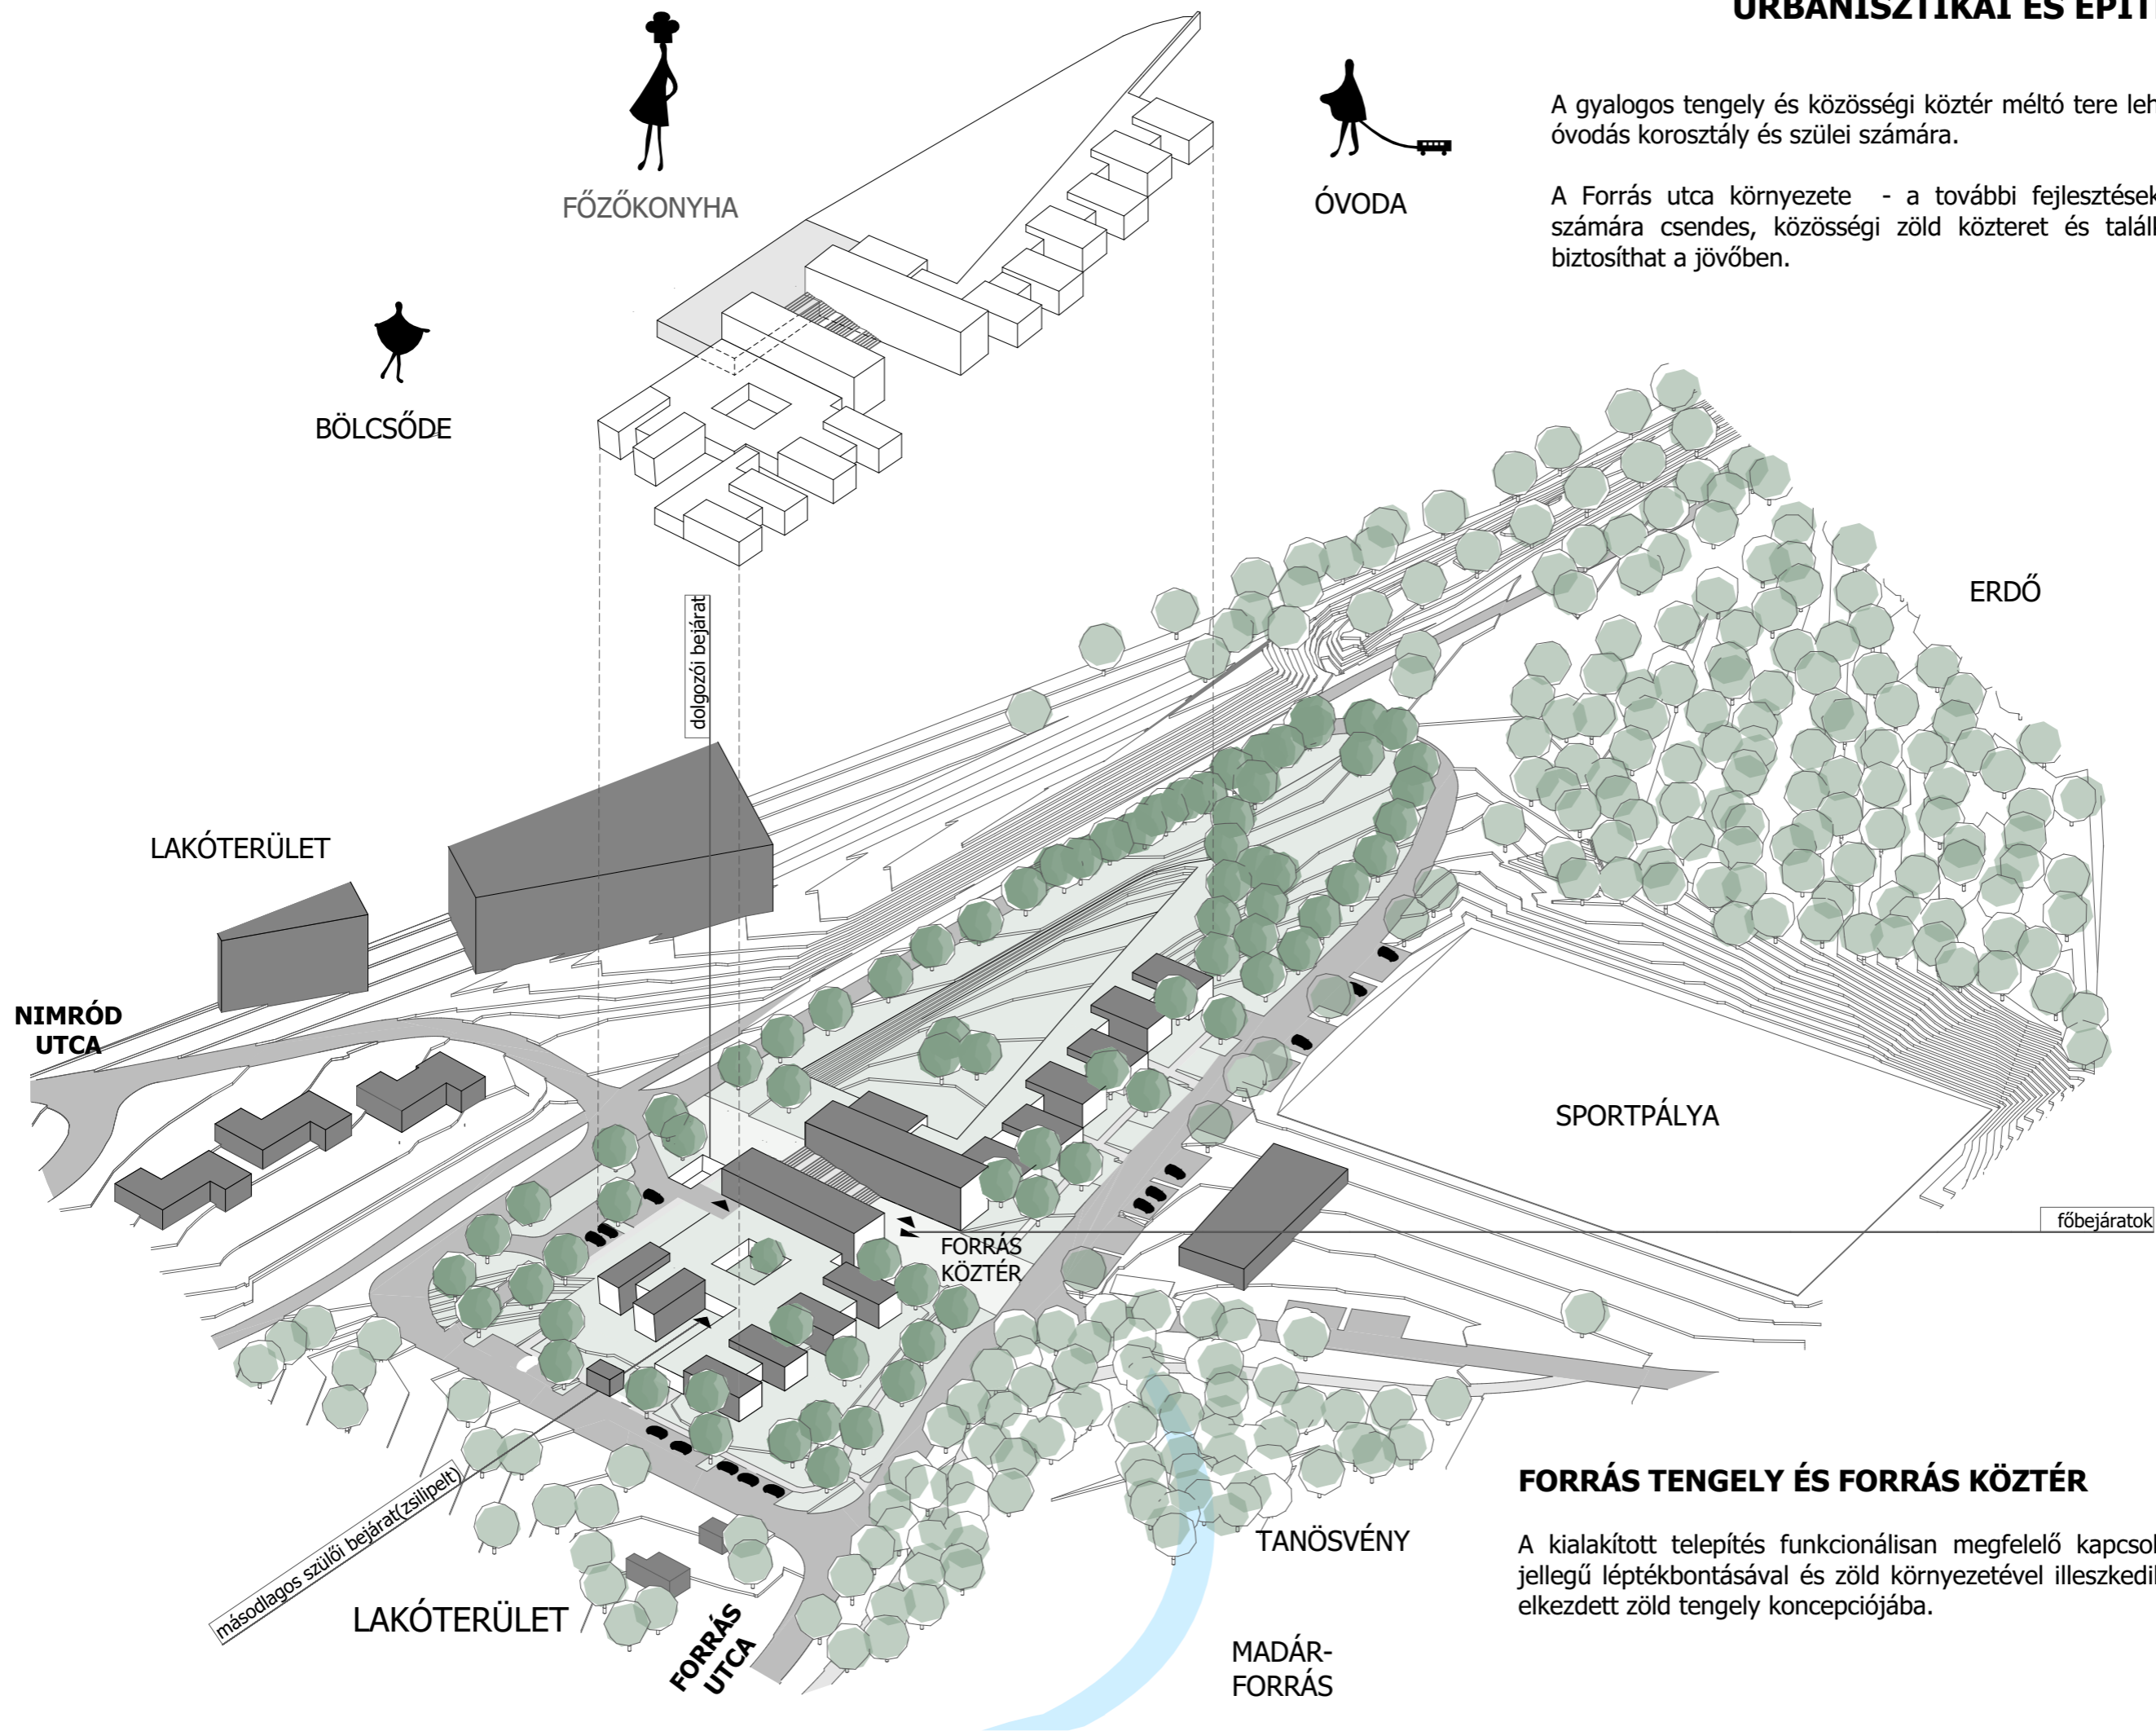 URBANISZTIKAI ÉS ÉPÍT
A gyalogos tengely és közösségi köztér méltó tere leh
óvodás korosztály és szülei számára.
A Forrás utca környezete - a további fejlesztések
számára csendes, közösségi zöld közteret és talál
biztosíthat a jövőben.
FŐZŐKONYHA
ÓVODA
BÖLCSŐDE
dolgozói bejárat
ERDŐ
LAKÓTERÜLET
NIMRÓD
UTCA
SPORTPÁLYA
főbejáratok
FORRÁS
KÖZTÉR
másodlagos szülői bejárat(zsilipelt)
LAKÓTERÜLET
FORRÁS
UTCA
TANÖSVÉNY
MADÁR-
FORRÁS
FORRÁS TENGELY ÉS FORRÁS KÖZTÉR
A kialakított telepítés funkcionálisan megfelelő kapcsol
jellegű léptékbontásával és zöld környezetével illeszkedi
elkezdett zöld tengely koncepciójába.